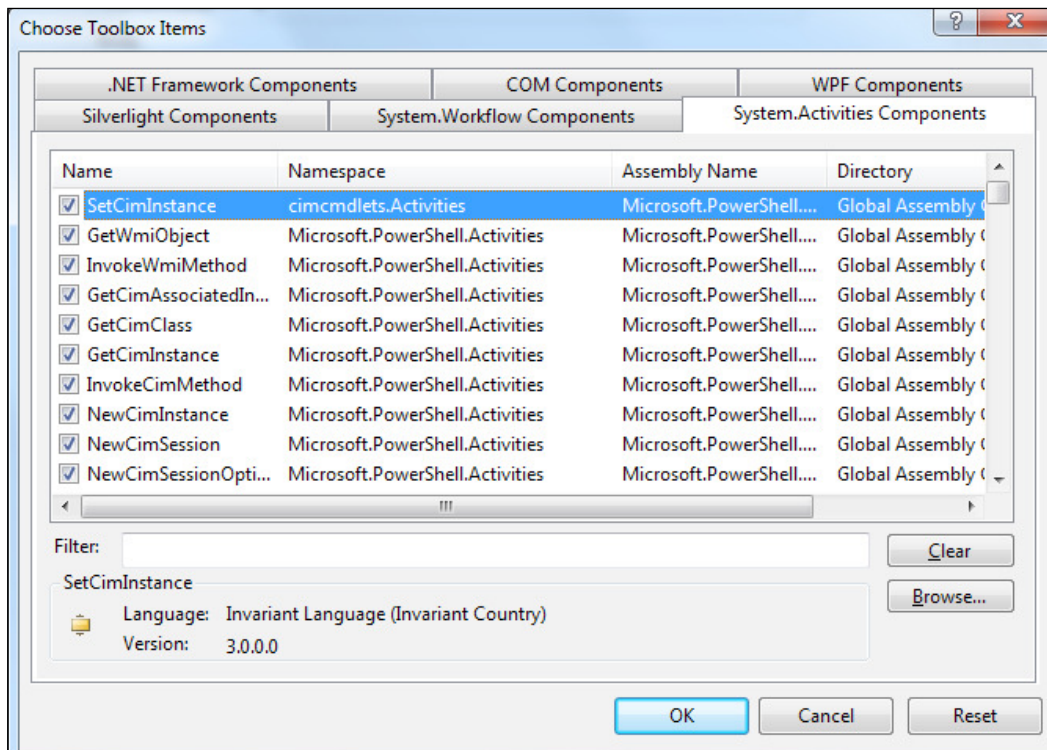 Choose Toolbox Items
.NET Framework Components COM Components WPF Components
Silverlight Components System.Workflow Components System.Activities Components
Name Namespace Assembly Name Directory
SetCimInstance cimcmdlets.Activities Microsoft.PowerShell.... Global Assembly
GetWmiObject Microsoft.PowerShell.Activities Microsoft.PowerShell.... Global Assembly
InvokeWmiMethod Microsoft.PowerShell.Activities Microsoft.PowerShell.... Global Assembly
GetCimAssociatedIn... Microsoft.PowerShell.Activities Microsoft.PowerShell.... Global Assembly
GetCimClass Microsoft.PowerShell.Activities Microsoft.PowerShell.... Global Assembly
GetCimInstance Microsoft.PowerShell.Activities Microsoft.PowerShell.... Global Assembly
InvokeCimMethod Microsoft.PowerShell.Activities Microsoft.PowerShell.... Global Assembly
NewCimInstance Microsoft.PowerShell.Activities Microsoft.PowerShell.... Global Assembly
NewCimSession Microsoft.PowerShell.Activities Microsoft.PowerShell.... Global Assembly
NewCimSessionOpti... Microsoft.PowerShell.Activities Microsoft.PowerShell.... Global Assembly
Filter: Clear
SetCimInstance
Browse...
Language: Invariant Language (Invariant Country)
Version: 3.0.0.0
OK Cancel Reset